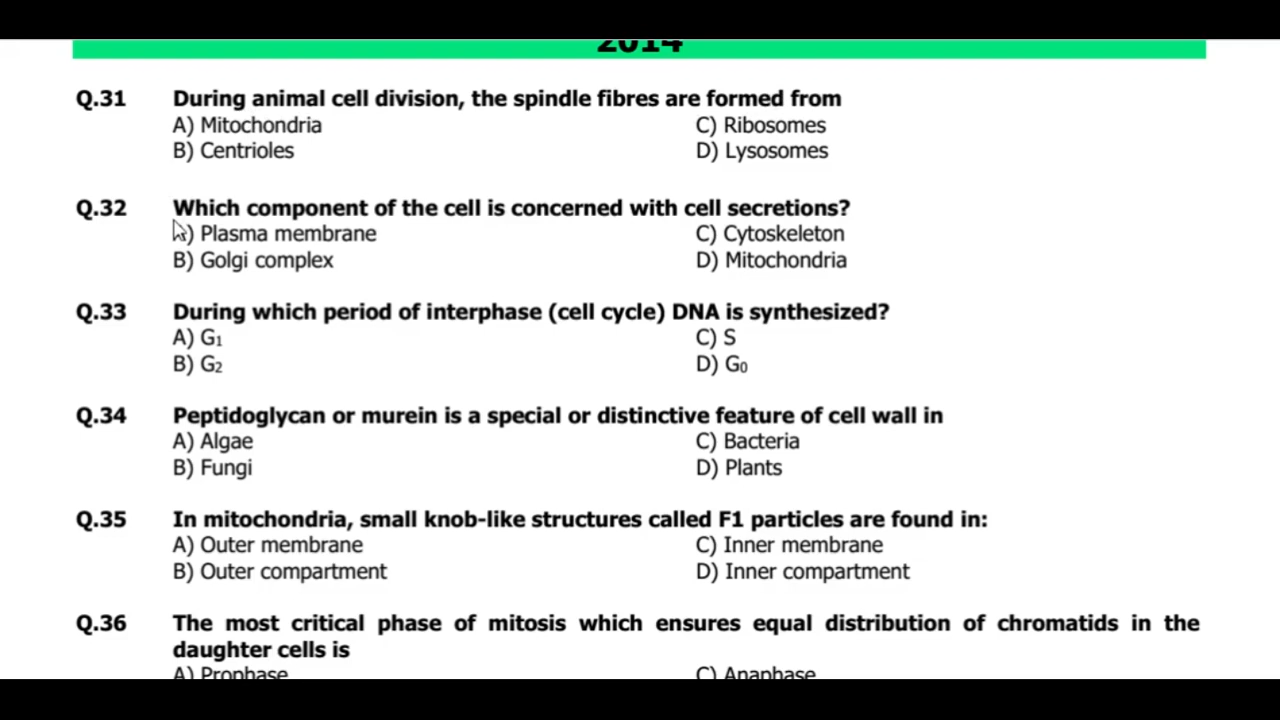 2014
Q.31 During animal cell division, the spindle fibres are formed from
A) Mitochondria C) Ribosomes
B) Centrioles D) Lysosomes
Q.32 Which component of the cell is concerned with cell secretions?
) Plasma membrane C) Cytoskeleton
B) Golgi complex D) Mitochondria
Q.33 During which period of interphase (cell cycle) DNA is synthesized?
A) G1 C) S
B) G2 D) G0
Q.34 Peptidoglycan or murein is a special or distinctive feature of cell wall in
A) Algae C) Bacteria
B) Fungi D) Plants
Q.35 In mitochondria, small knob-like structures called F1 particles are found in:
A) Outer membrane C) Inner membrane
B) Outer compartment D) Inner compartment
Q.36 The most critical phase of mitosis which ensures equal distribution of chromatids in the
daughter cells is
A) Prophase C) Anaphase